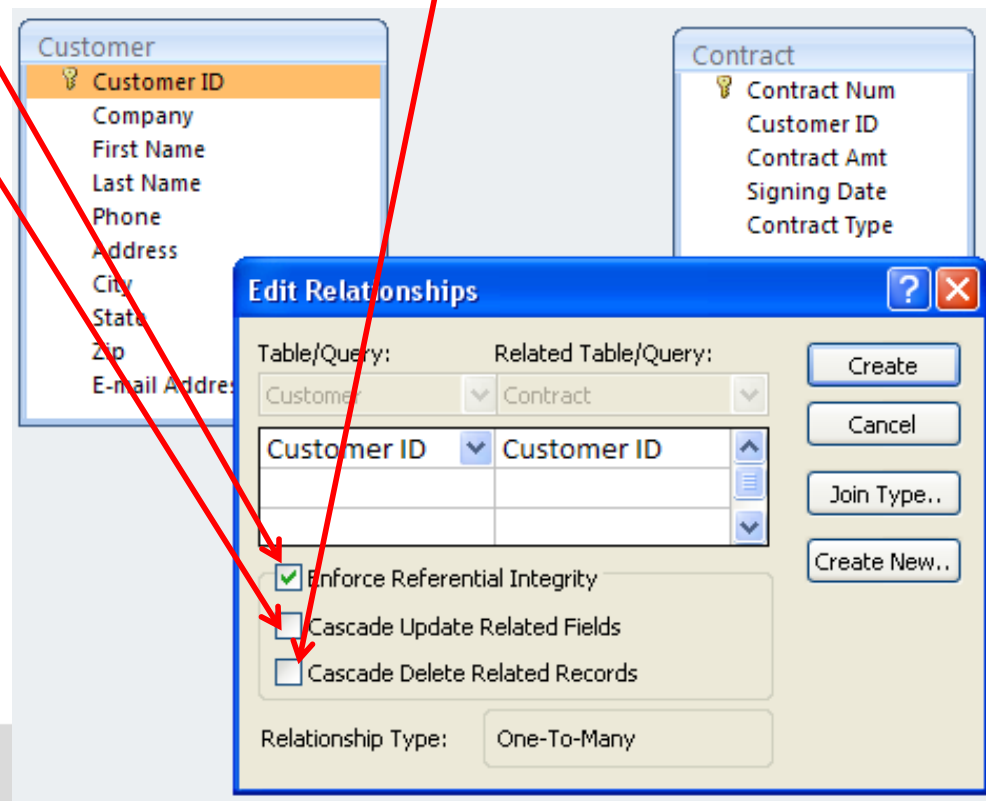 Customer
Customer ID
Company
First Name
Last Name
Phone
Address
City
State
Zip
E-mail Addres
Contract
Contract Num
Customer ID
Contract Amt
Signing Date
Contract Type
Edit Relationships
Table/Query: Related Table/Query:
Customer Contract
Customer ID Customer ID
Enforce Referential Integrity
Cascade Update Related Fields
Cascade Delete Related Records
Relationship Type: One-To-Many
Create
Cancel
Join Type..
Create New..